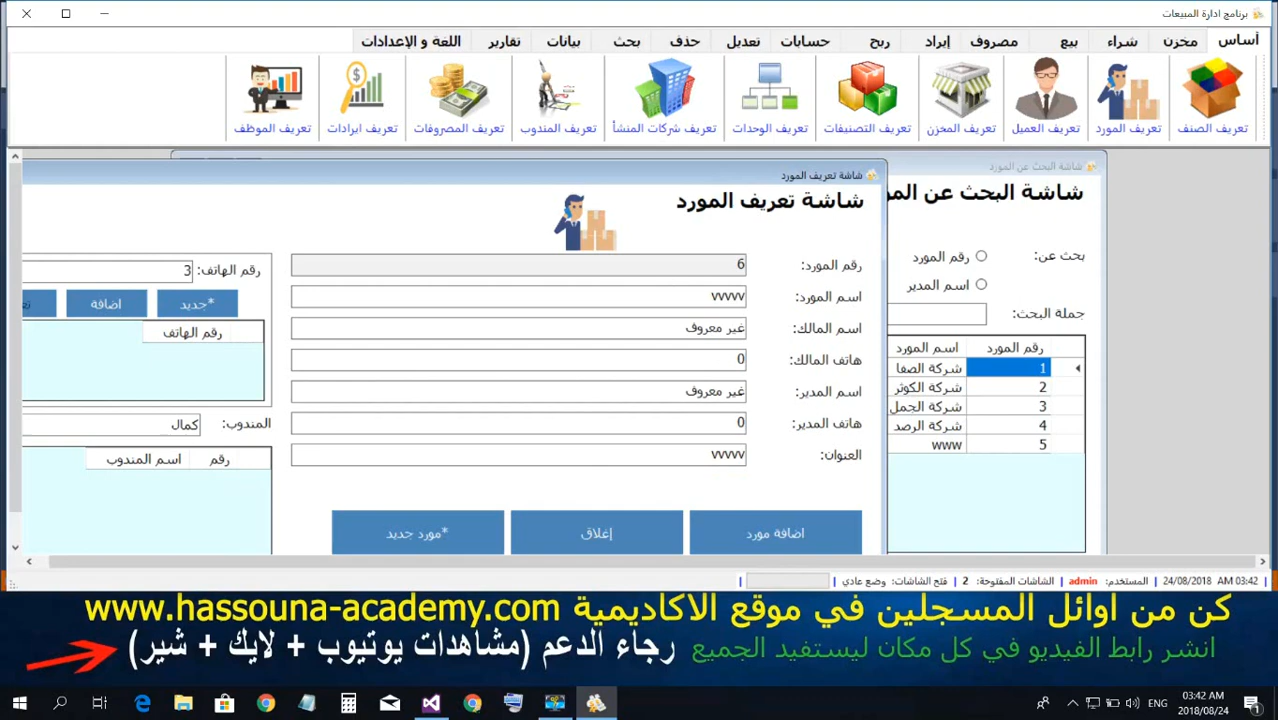 برنامج ادارة المبيعات
أساس مخزن شراء بيع مصروف إيراد ربح حسابات تعديل حذف بحث بيانات تقارير اللغة و الإعدادات
تعريف الصنف تعريف المورد تعريف العميل تعريف المخزن تعريف التصنيفات تعريف الوحدات تعريف شركات المنشأ تعريف المندوب تعريف المصروفات تعريف ايرادات تعريف الموظف
شاشة البحث عن المورد
شاشة البحث عن المو
بحث عن: رقم المورد
اسم المدير
جملة البحث:
رقم المورد اسم المورد
1 شركة الصفا
2 شركة الكوثر
3 شركة الجمل
4 شركة الرصد
5 www
شاشة تعريف المورد
شاشة تعريف المورد
رقم المورد: 6
اسم المورد: vvvvv
اسم المالك: غير معروف
هاتف المالك: 0
اسم المدير: غير معروف
هاتف المدير: 0
العنوان: vvvvv
اضافة مورد إغلاق *مورد جديد
رقم الهاتف: 3
*جديد اضافة
رقم الهاتف
المندوب: كمال
رقم اسم المندوب
24/08/2018 AM 03:42 المستخدم: admin الشاشات المفتوحة: 2 فتح الشاشات: وضع عادي
كن من اوائل المسجلين في موقع الاكاديمية www.hassouna-academy.com
انشر رابط الفيديو في كل مكان ليستفيد الجميع رجاء الدعم (مشاهدات يوتيوب + لايك + شير)
ENG 03:42 AM
2018/08/24
1